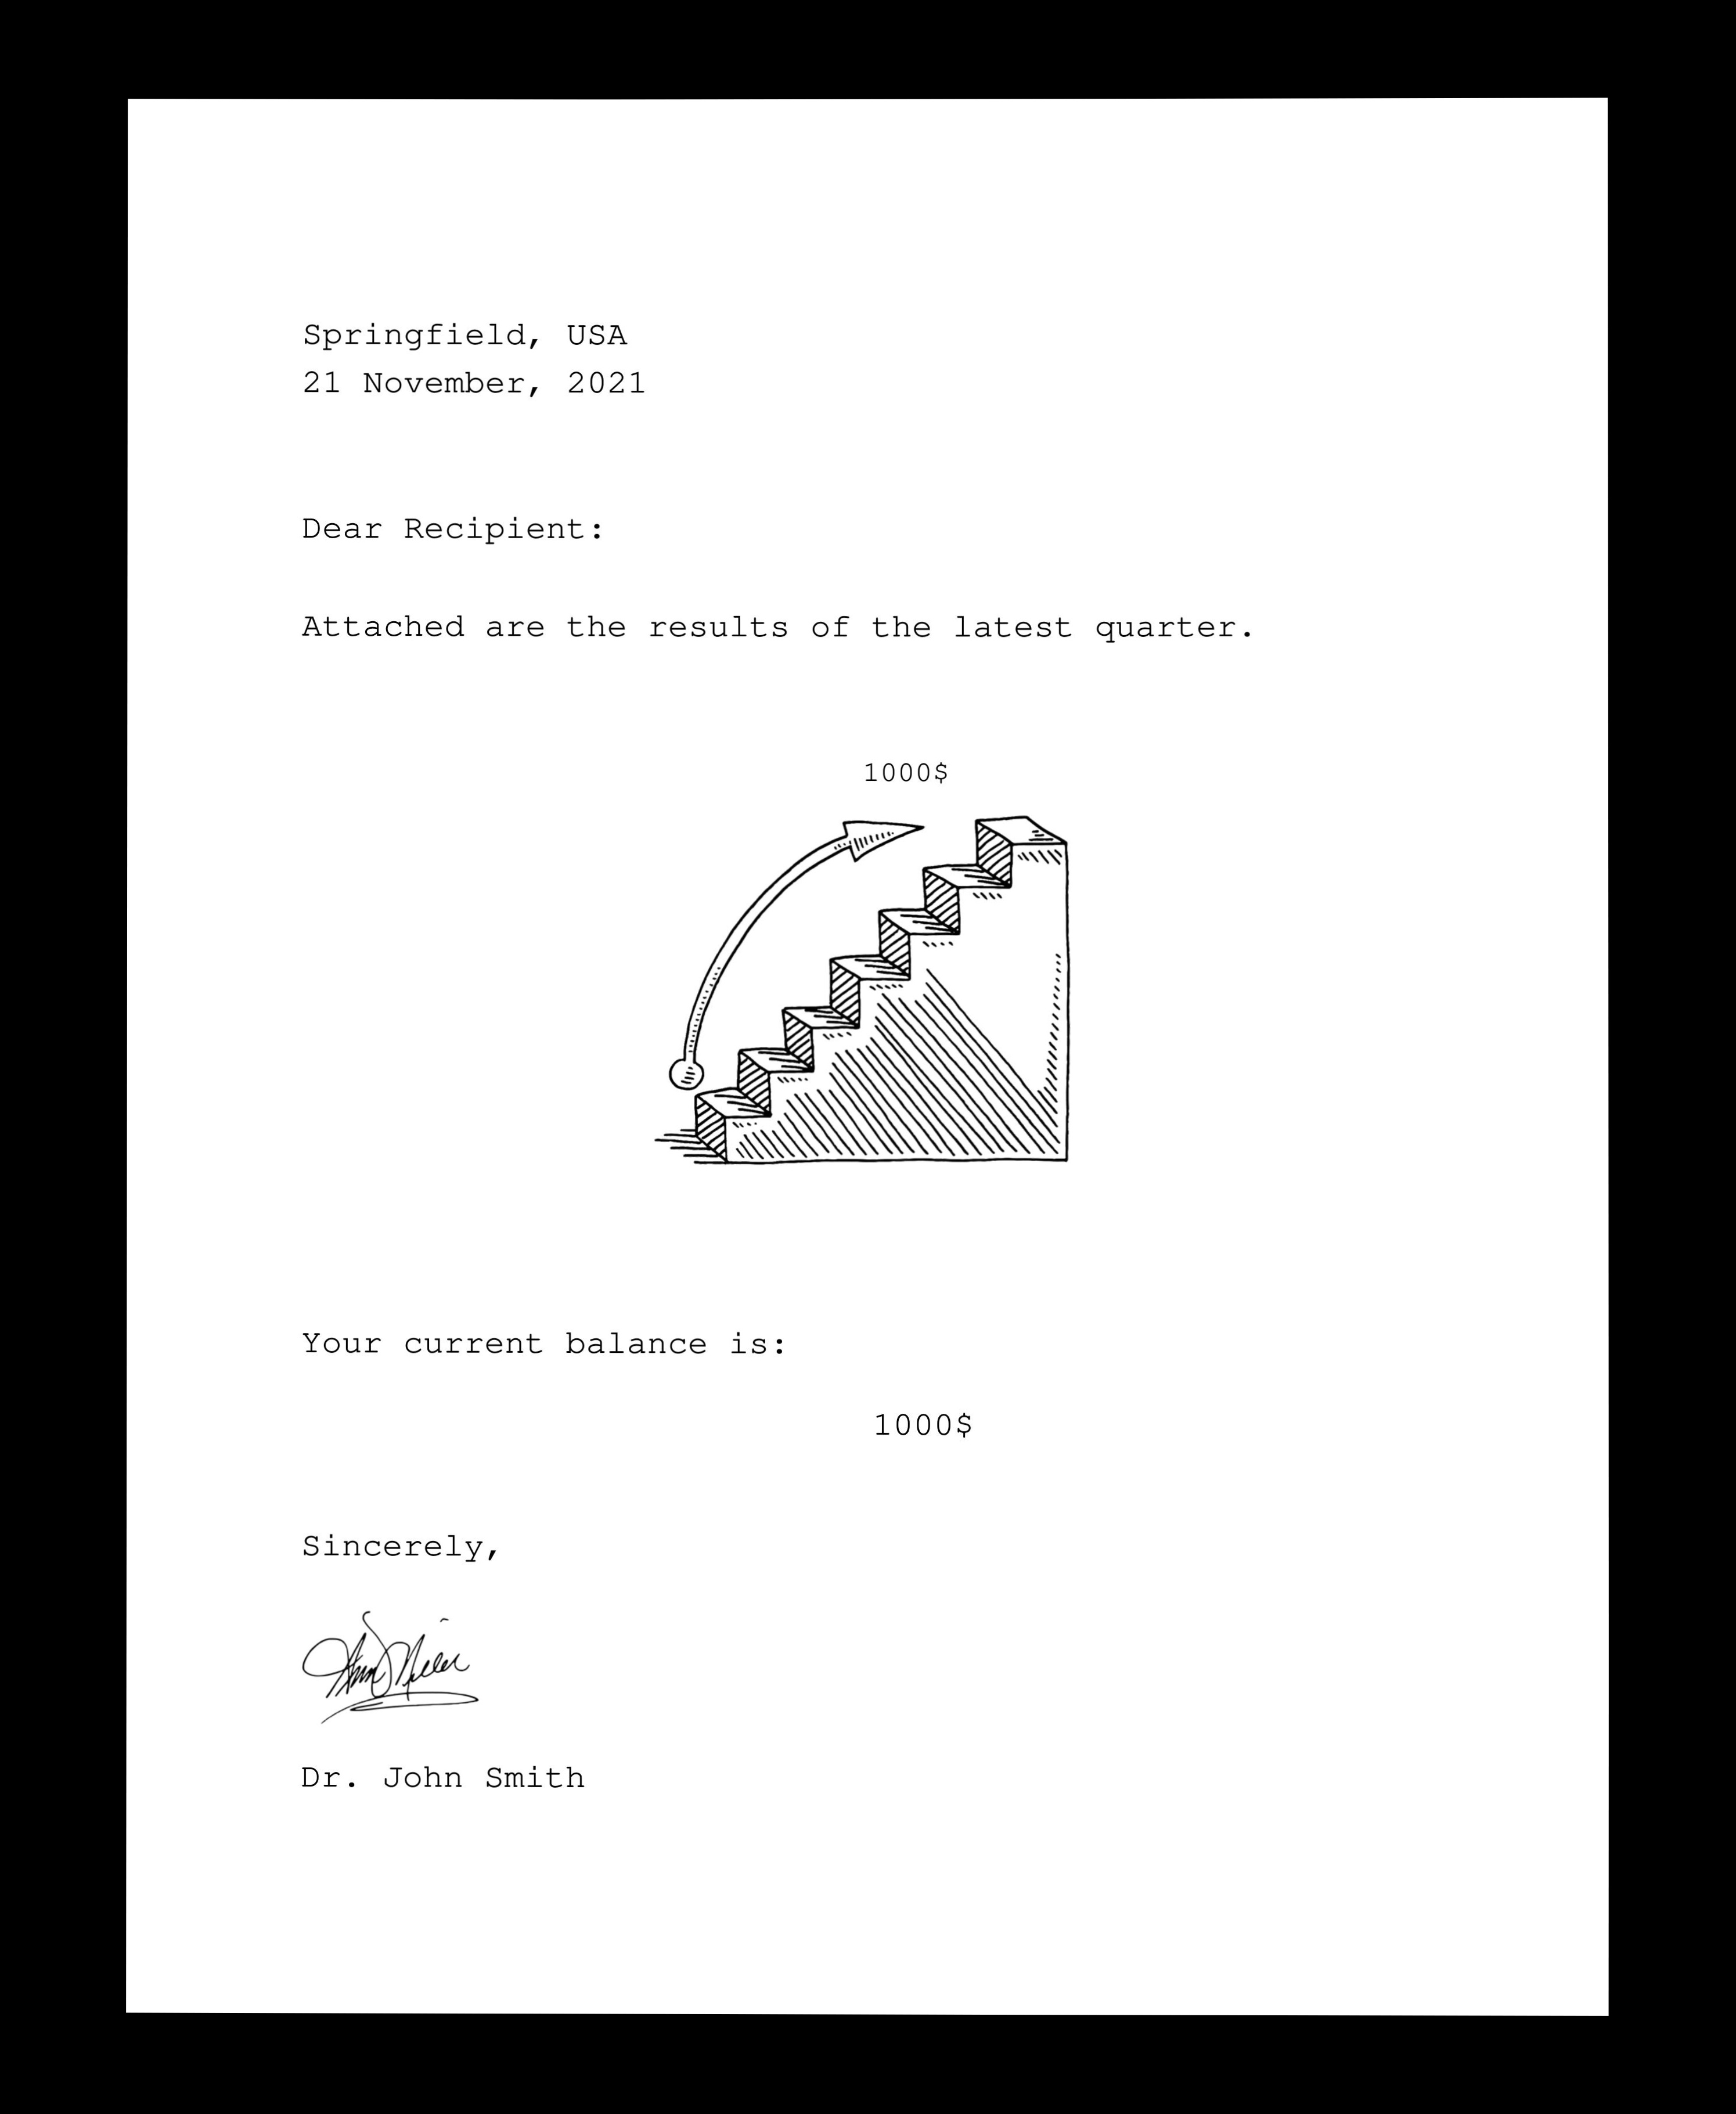 Springfield, USA
21 November, 2021
Dear Recipient:
Attached are the results of the latest quarter.
1000$
Your current balance is:
1000$
Sincerely,
Dr. John Smith